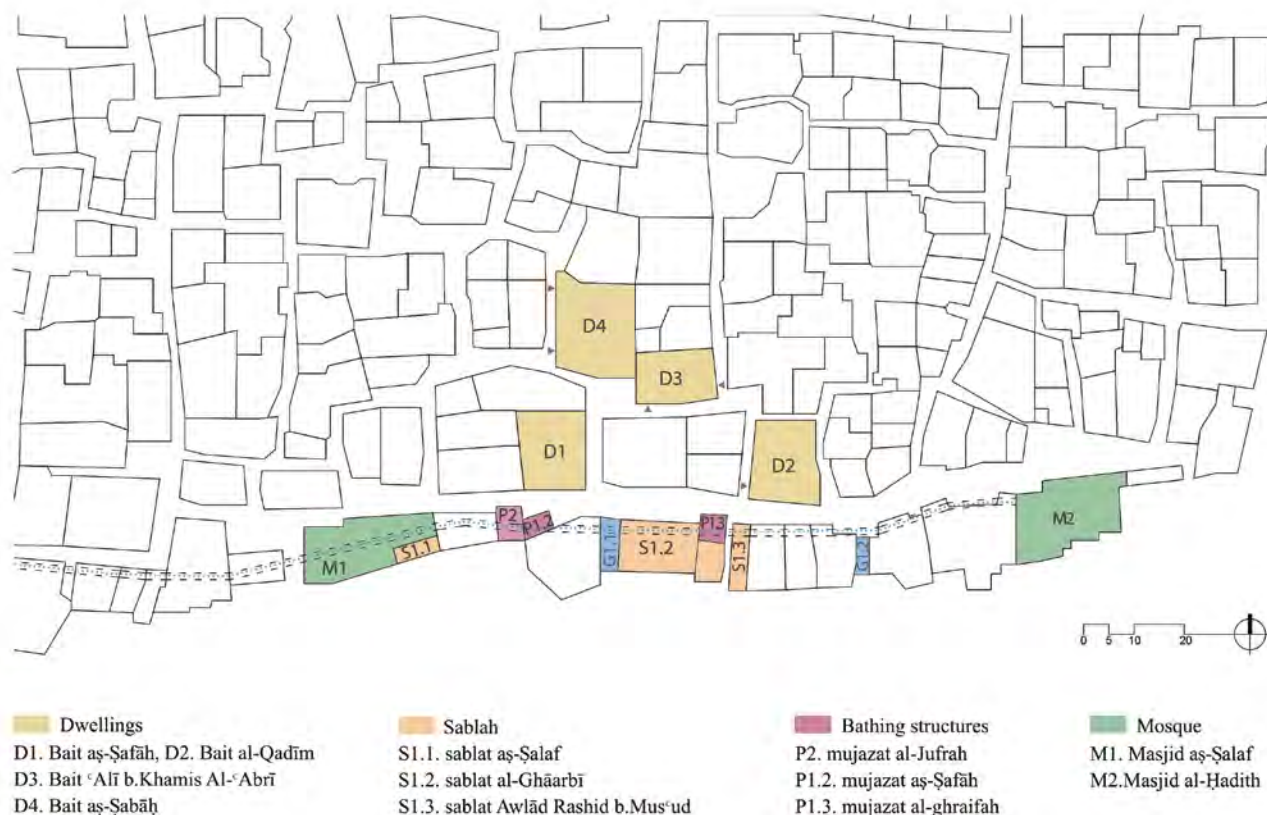 D4
D3
D1
D2
P2
P1.2
G1.1
S1.2
P13
S1.3
G1.2
M2
S1.1
M1
0 5 10 20
Dwellings
D1. Bait aṣ-Ṣafāh, D2. Bait al-Qadīm
D3. Bait ʿAlī b.Khamis Al-ʿAbrī
D4. Bait aṣ-Ṣabāḥ
Sablah
S1.1. sablat aṣ-Ṣalaf
S1.2. sablat al-Ghāarbī
S1.3. sablat Awlād Rashid b.Musʿud
Bathing structures
P2. mujazat al-Jufrah
P1.2. mujazat aṣ-Ṣafāh
P1.3. mujazat al-ghraifah
Mosque
M1. Masjid aṣ-Ṣalaf
M2.Masjid al-Ḥadith